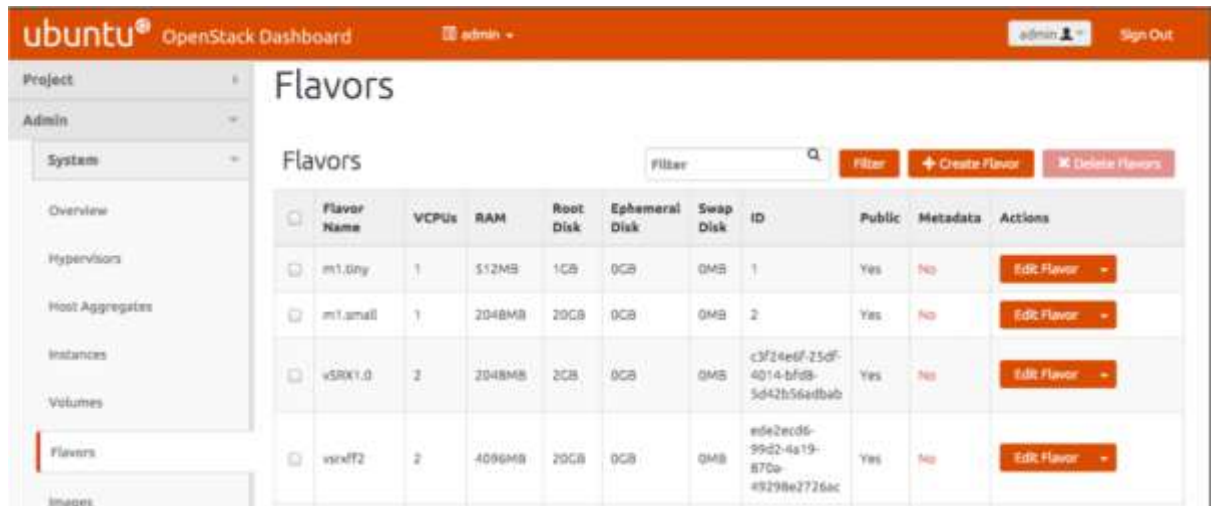 ubuntu® OpenStack Dashboard admin admin Sign Out
Project
Admin
System
Overview
Hypervisors
Host Aggregates
Instances
Volumes
Flavors
Images
Flavors
Flavors Filter Filter + Create Flavor ✖ Delete Flavors
Flavor Name VCPUs RAM Root Disk Ephemeral Disk Swap Disk ID Public Metadata Actions
m1.tiny 1 512MB 1GB 0GB 0MB 1 Yes No Edit Flavor
m1.small 1 2048MB 20GB 0GB 0MB 2 Yes No Edit Flavor
vSRX1.0 2 2048MB 2GB 0GB 0MB c3f24e6f-25df-4014-bfd8-5d42b56adbab Yes No Edit Flavor
vsrxff2 2 4096MB 20GB 0GB 0MB ede2ecd6-99d2-4a19-870a-49298e2726ac Yes No Edit Flavor